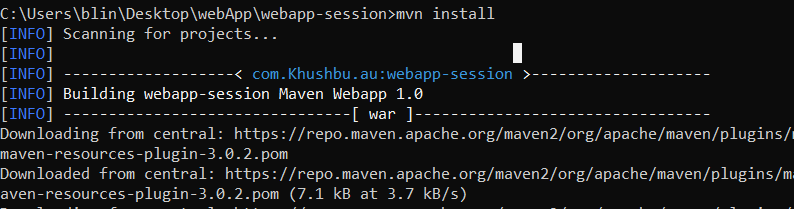 C:\Users\blin\Desktop\webApp\webapp-session>mvn install
[INFO] Scanning for projects...
[INFO]
[INFO] -------------------< com.Khushbu.au:webapp-session >--------------------
[INFO] Building webapp-session Maven Webapp 1.0
[INFO] --------------------------------[ war ]---------------------------------
Downloading from central: https://repo.maven.apache.org/maven2/org/apache/maven/plugins/
maven-resources-plugin-3.0.2.pom
Downloaded from central: https://repo.maven.apache.org/maven2/org/apache/maven/plugins/ma
aven-resources-plugin-3.0.2.pom (7.1 kB at 3.7 kB/s)